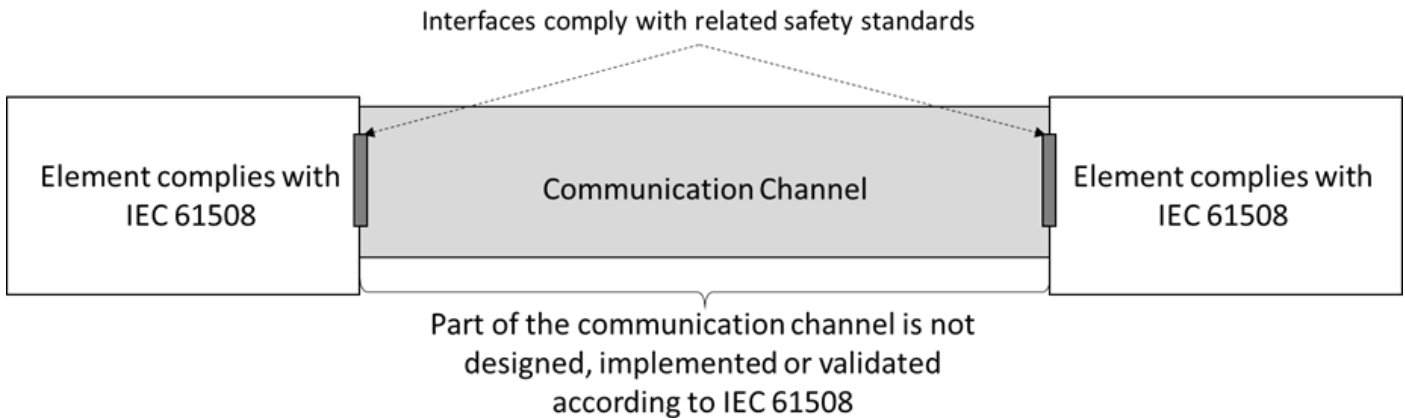 Interfaces comply with related safety standards
Element complies with
IEC 61508
Communication Channel
Element complies with
IEC 61508
Part of the communication channel is not
designed, implemented or validated
according to IEC 61508